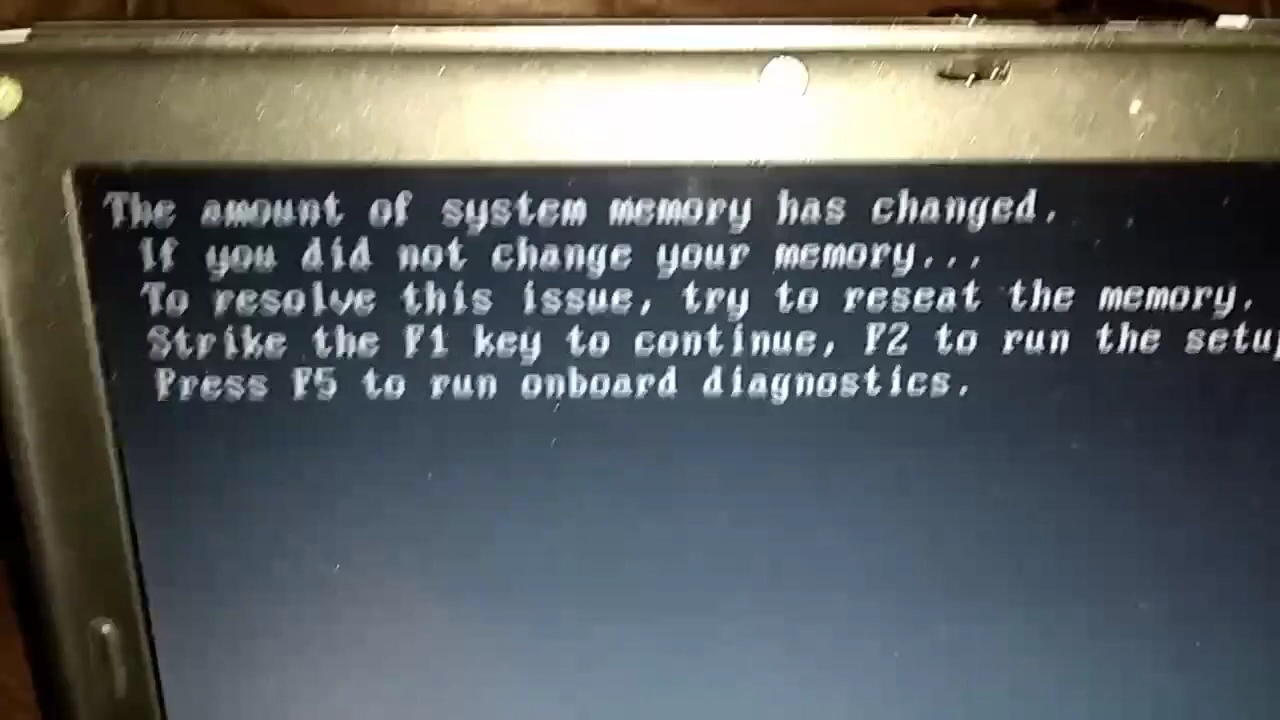 The amount of system memory has changed.
If you did not change your memory...
To resolve this issue, try to reseat the memory.
Strike the F1 key to continue, F2 to run the setu
Press F5 to run onboard diagnostics.